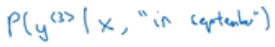 P(y^<3> | x, "in september")